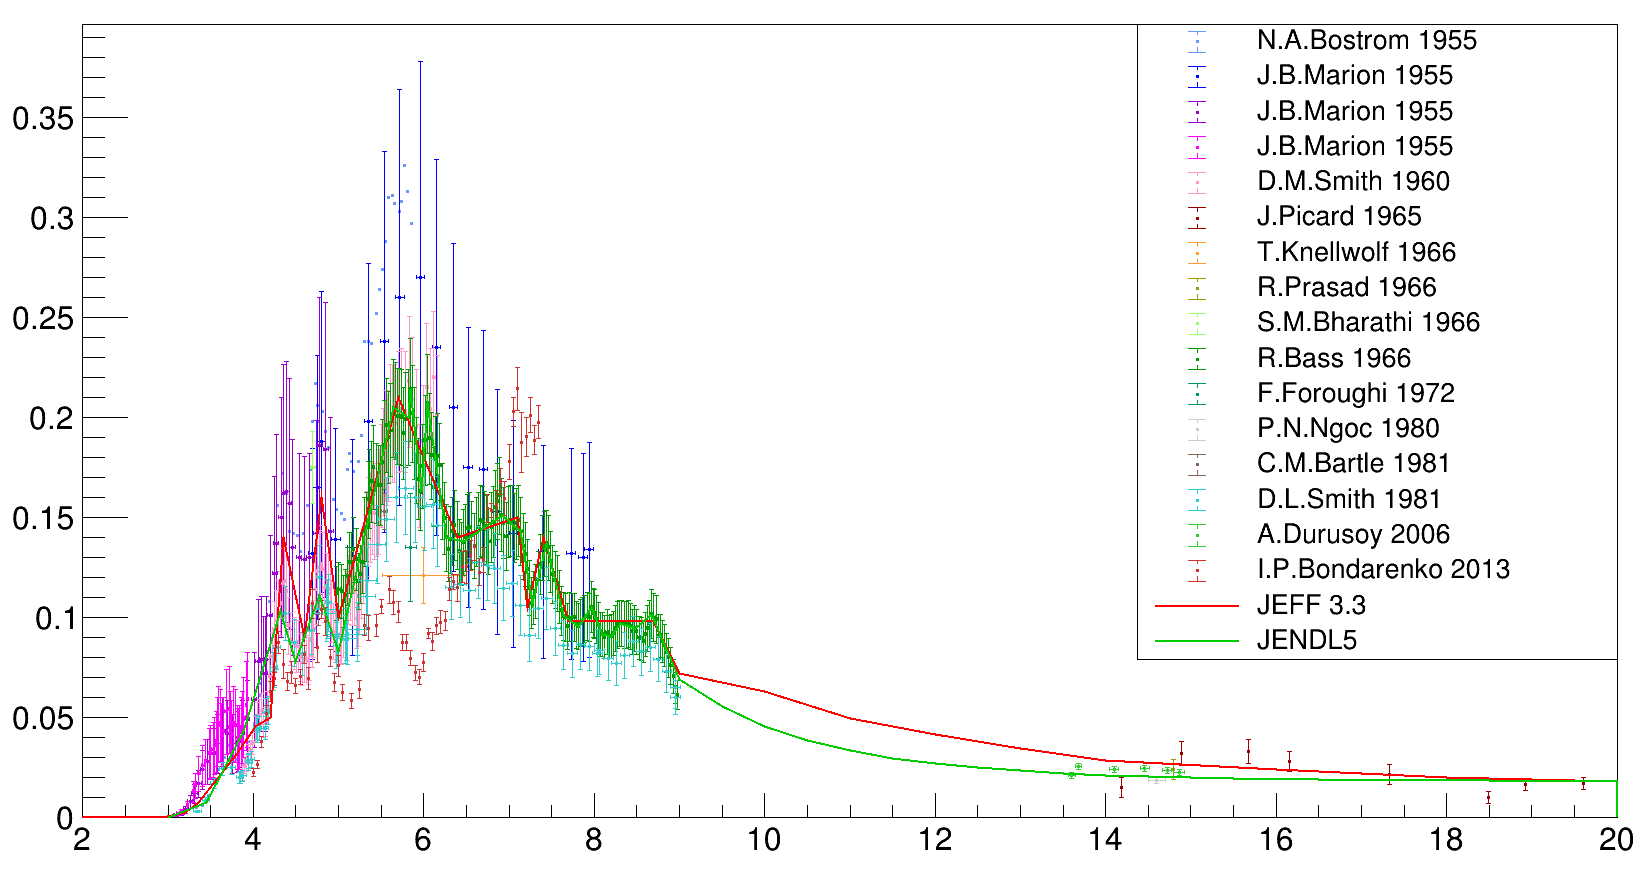 0.35
0.3
0.25
0.2
0.15
0.1
0.05
0
2 4 6 8 10 12 14 16 18 20
N.A.Bostrom 1955
J.B.Marion 1955
J.B.Marion 1955
J.B.Marion 1955
D.M.Smith 1960
J.Picard 1965
T.Knellwolf 1966
R.Prasad 1966
S.M.Bharathi 1966
R.Bass 1966
F.Foroughi 1972
P.N.Ngoc 1980
C.M.Bartle 1981
D.L.Smith 1981
A.Durusoy 2006
I.P.Bondarenko 2013
JEFF 3.3
JENDL5